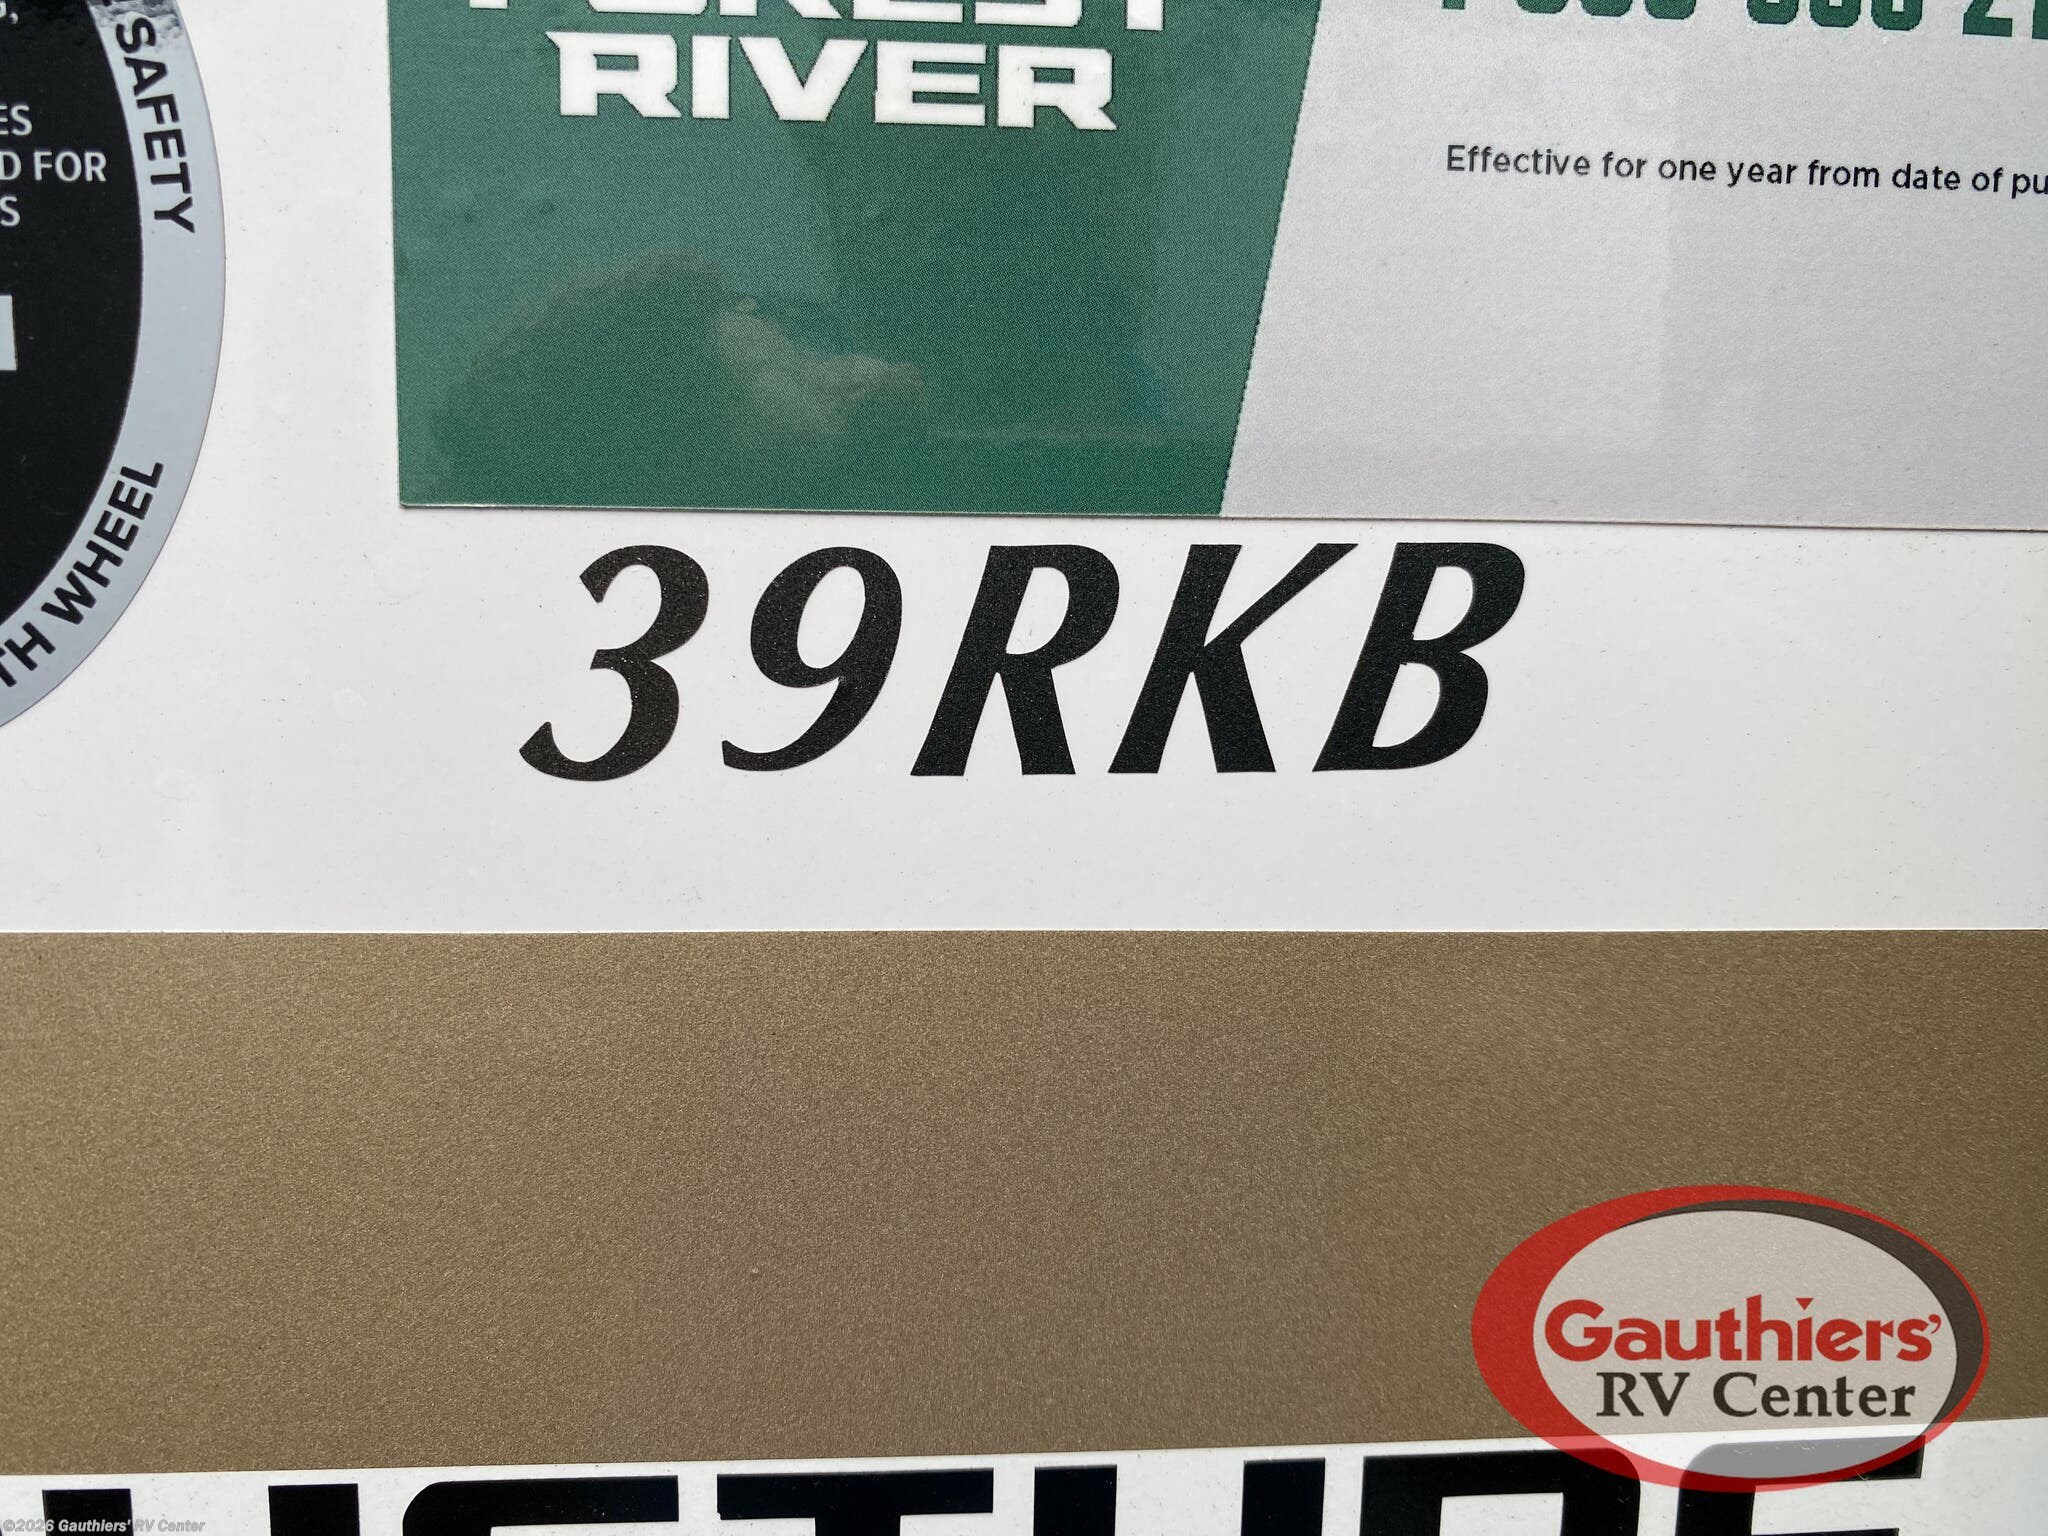 SAFETY
ES
D FOR
S
TH WHEEL
FOREST
RIVER
Effective for one year from date of
39RKB
Gauthiers'
RV Center
©2026 Gauthiers' RV Center